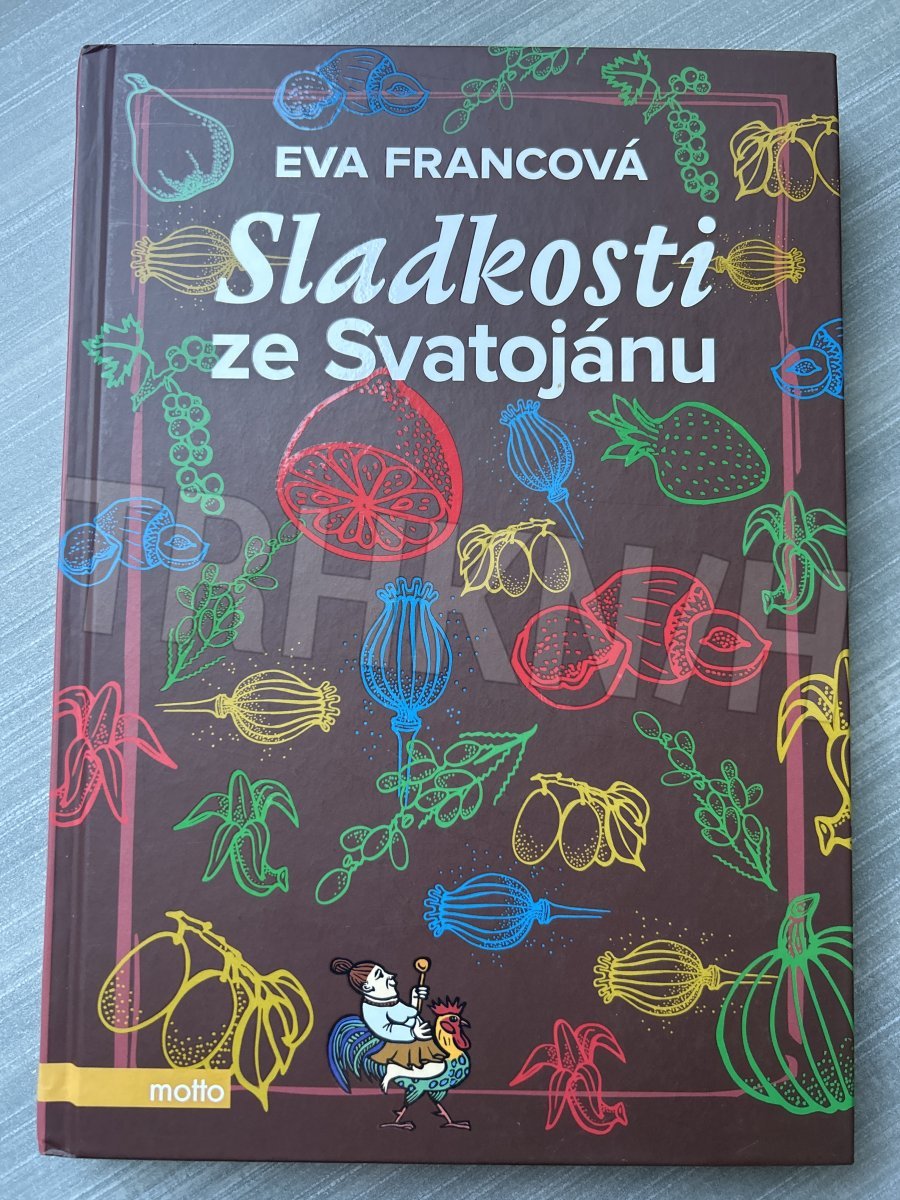 EVA FRANCOVÁ
Sladkosti
ze Svatojánu
motto